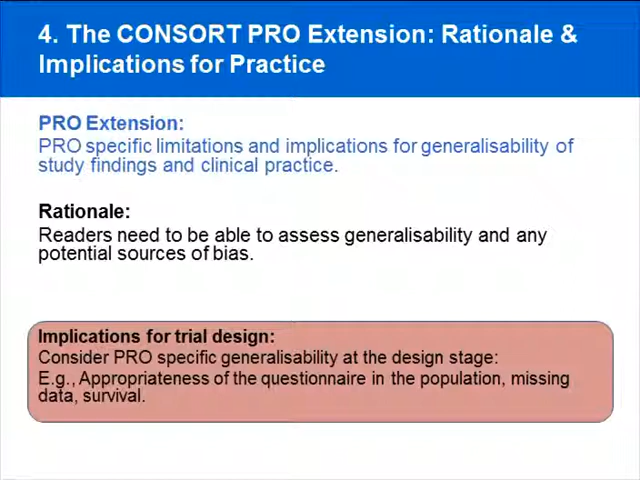 4. The CONSORT PRO Extension: Rationale &
Implications for Practice
PRO Extension:
PRO specific limitations and implications for generalisability of
study findings and clinical practice.
Rationale:
Readers need to be able to assess generalisability and any
potential sources of bias.
Implications for trial design:
Consider PRO specific generalisability at the design stage:
E.g., Appropriateness of the questionnaire in the population, missing
data, survival.